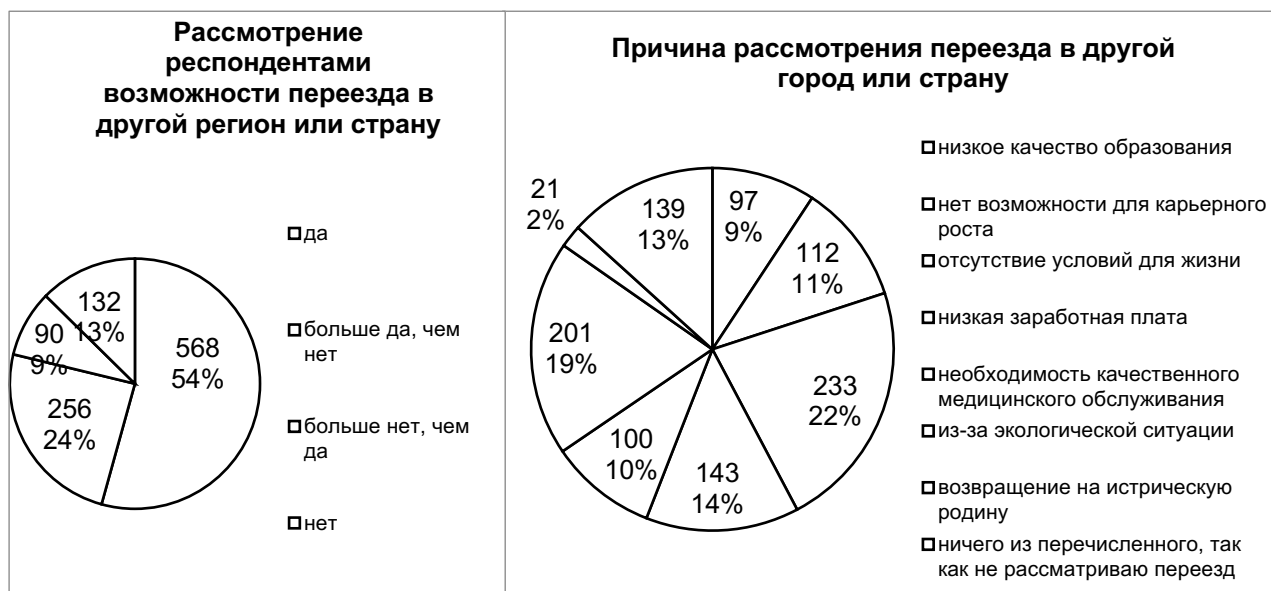 Рассмотрение
респондентами
возможности переезда в
другой регион или страну
132
13%
90
9%
568
54%
256
24%
да
больше да, чем
нет
больше нет, чем
да
нет
Причина рассмотрения переезда в другой
город или страну
21
2%
139
13%
97
9%
112
11%
201
19%
233
22%
100
10%
143
14%
низкое качество образования
нет возможности для карьерного
роста
отсутствие условий для жизни
низкая заработная плата
необходимость качественного
медицинского обслуживания
из-за экологической ситуации
возвращение на истрическую
родину
ничего из перечисленного, так
как не рассматриваю переезд